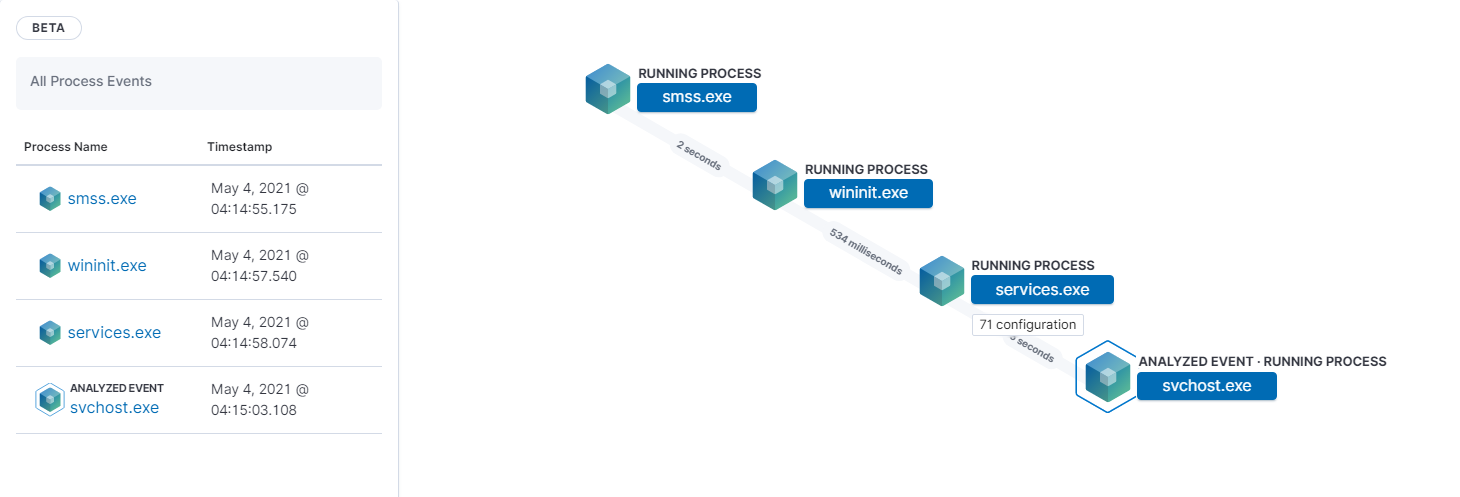 BETA
All Process Events
Process Name Timestamp
smss.exe May 4, 2021 @
04:14:55.175
wininit.exe May 4, 2021 @
04:14:57.540
services.exe May 4, 2021 @
04:14:58.074
ANALYZED EVENT
svchost.exe May 4, 2021 @
04:15:03.108
RUNNING PROCESS
smss.exe
2 seconds
RUNNING PROCESS
wininit.exe
534 milliseconds
RUNNING PROCESS
services.exe
71 configuration
seconds
ANALYZED EVENT · RUNNING PROCESS
svchost.exe